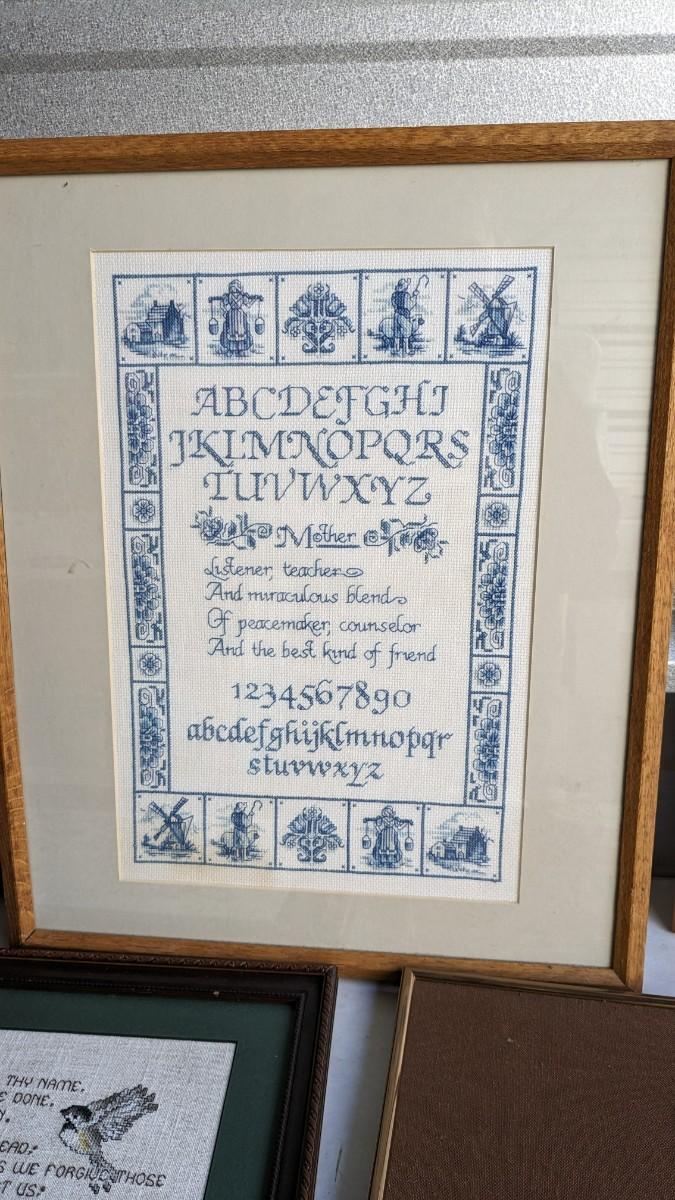 ABCDEFGHI
JKLMNOPQRS
TUVWXYZ
Mother
Listener, teacher
And miraculous blend
Of peacemaker, counselor
And the best kind of friend
1234567890
abcdefghijklmnopqr
stuvwxyz
THY NAME.
E DONE.
N.
EAD;
S WE FORGIVE THOSE
T US;